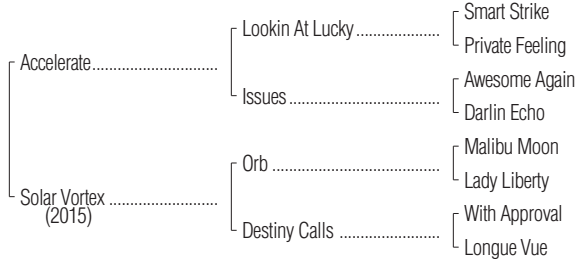 Smart Strike
Lookin At Lucky
Private Feeling
Accelerate
Awesome Again
Issues
Darlin Echo
Malibu Moon
Orb
Lady Liberty
Solar Vortex
(2015)
With Approval
Destiny Calls
Longue Vue